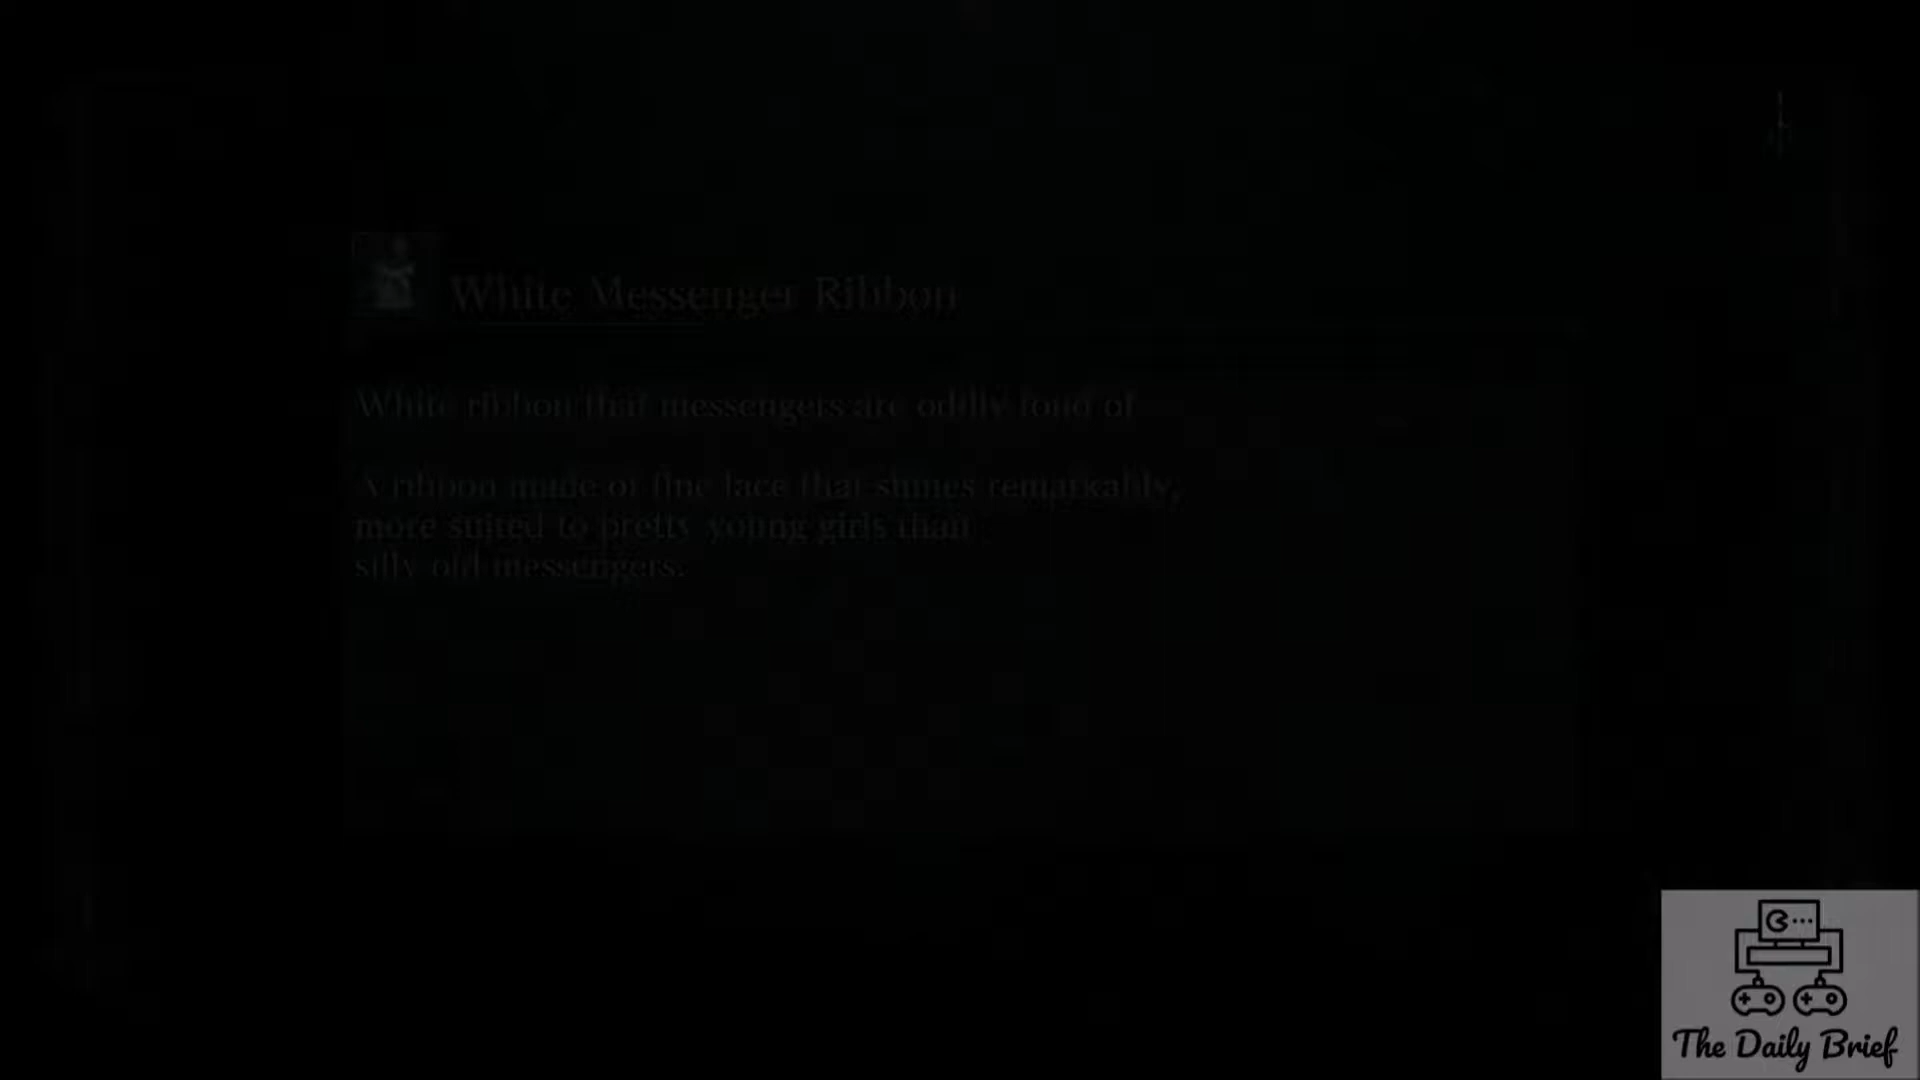 White Messenger Ribbon
White ribbon that messengers are oddly fond of
A ribbon made of fine lace that shines remarkably,
more suited to pretty young girls than
silly old messengers.
The Daily Brief